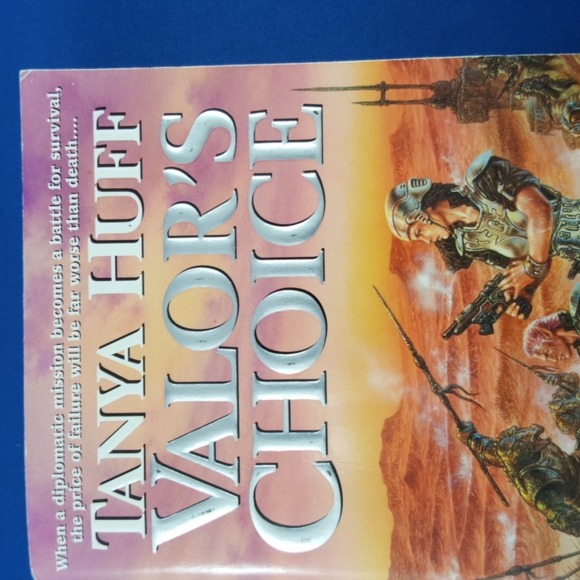 When a diplomatic mission becomes a battle for survival,
the price of failure will be far worse than death....
TANYA HUFF
VALOR'S
CHOICE